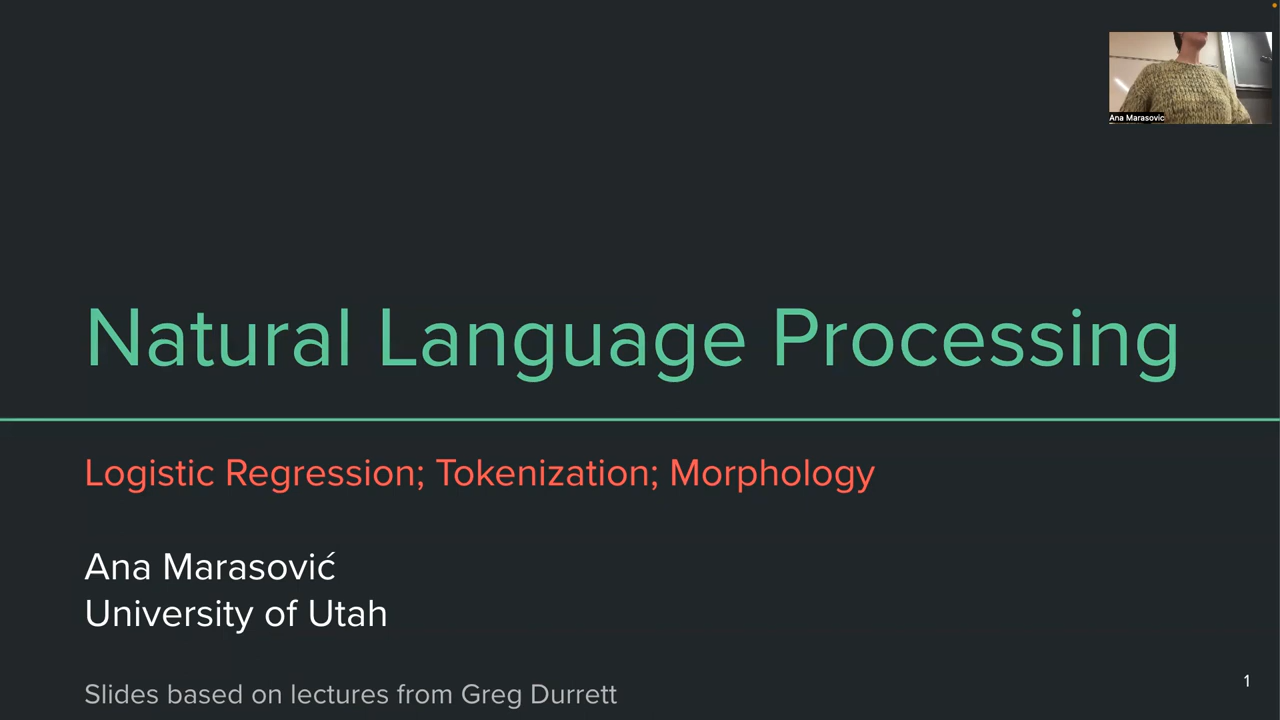 Ana Marasovic
Natural Language Processing
Logistic Regression; Tokenization; Morphology
Ana Marasović
University of Utah
Slides based on lectures from Greg Durrett
1